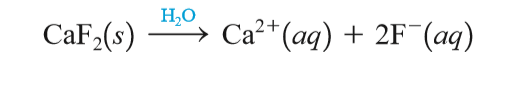 CaF₂(s) —H₂O→ Ca²⁺(aq) + 2F⁻(aq)